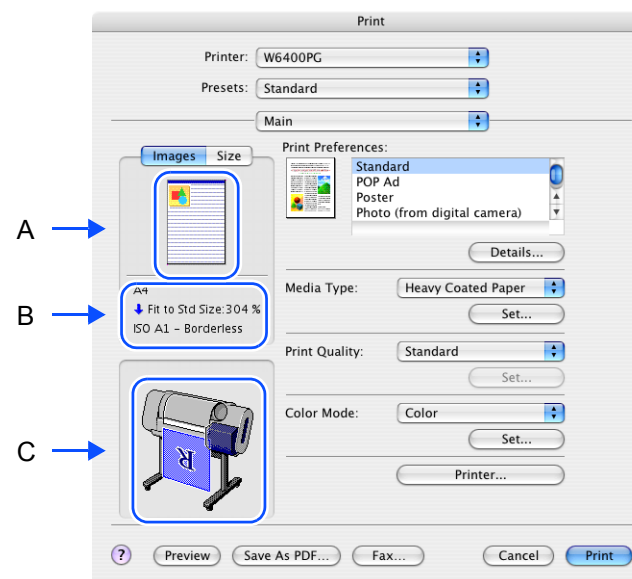 Print
Printer: W6400PG
Presets: Standard
Main
Images Size
Print Preferences:
Standard
POP Ad
Poster
Photo (from digital camera)
Details...
A
A4
Fit to Std Size:304 %
ISO A1 - Borderless
B
Media Type: Heavy Coated Paper
Set...
Print Quality: Standard
Set...
Color Mode: Color
Set...
C
R
Printer...
? Preview Save As PDF... Fax... Cancel Print